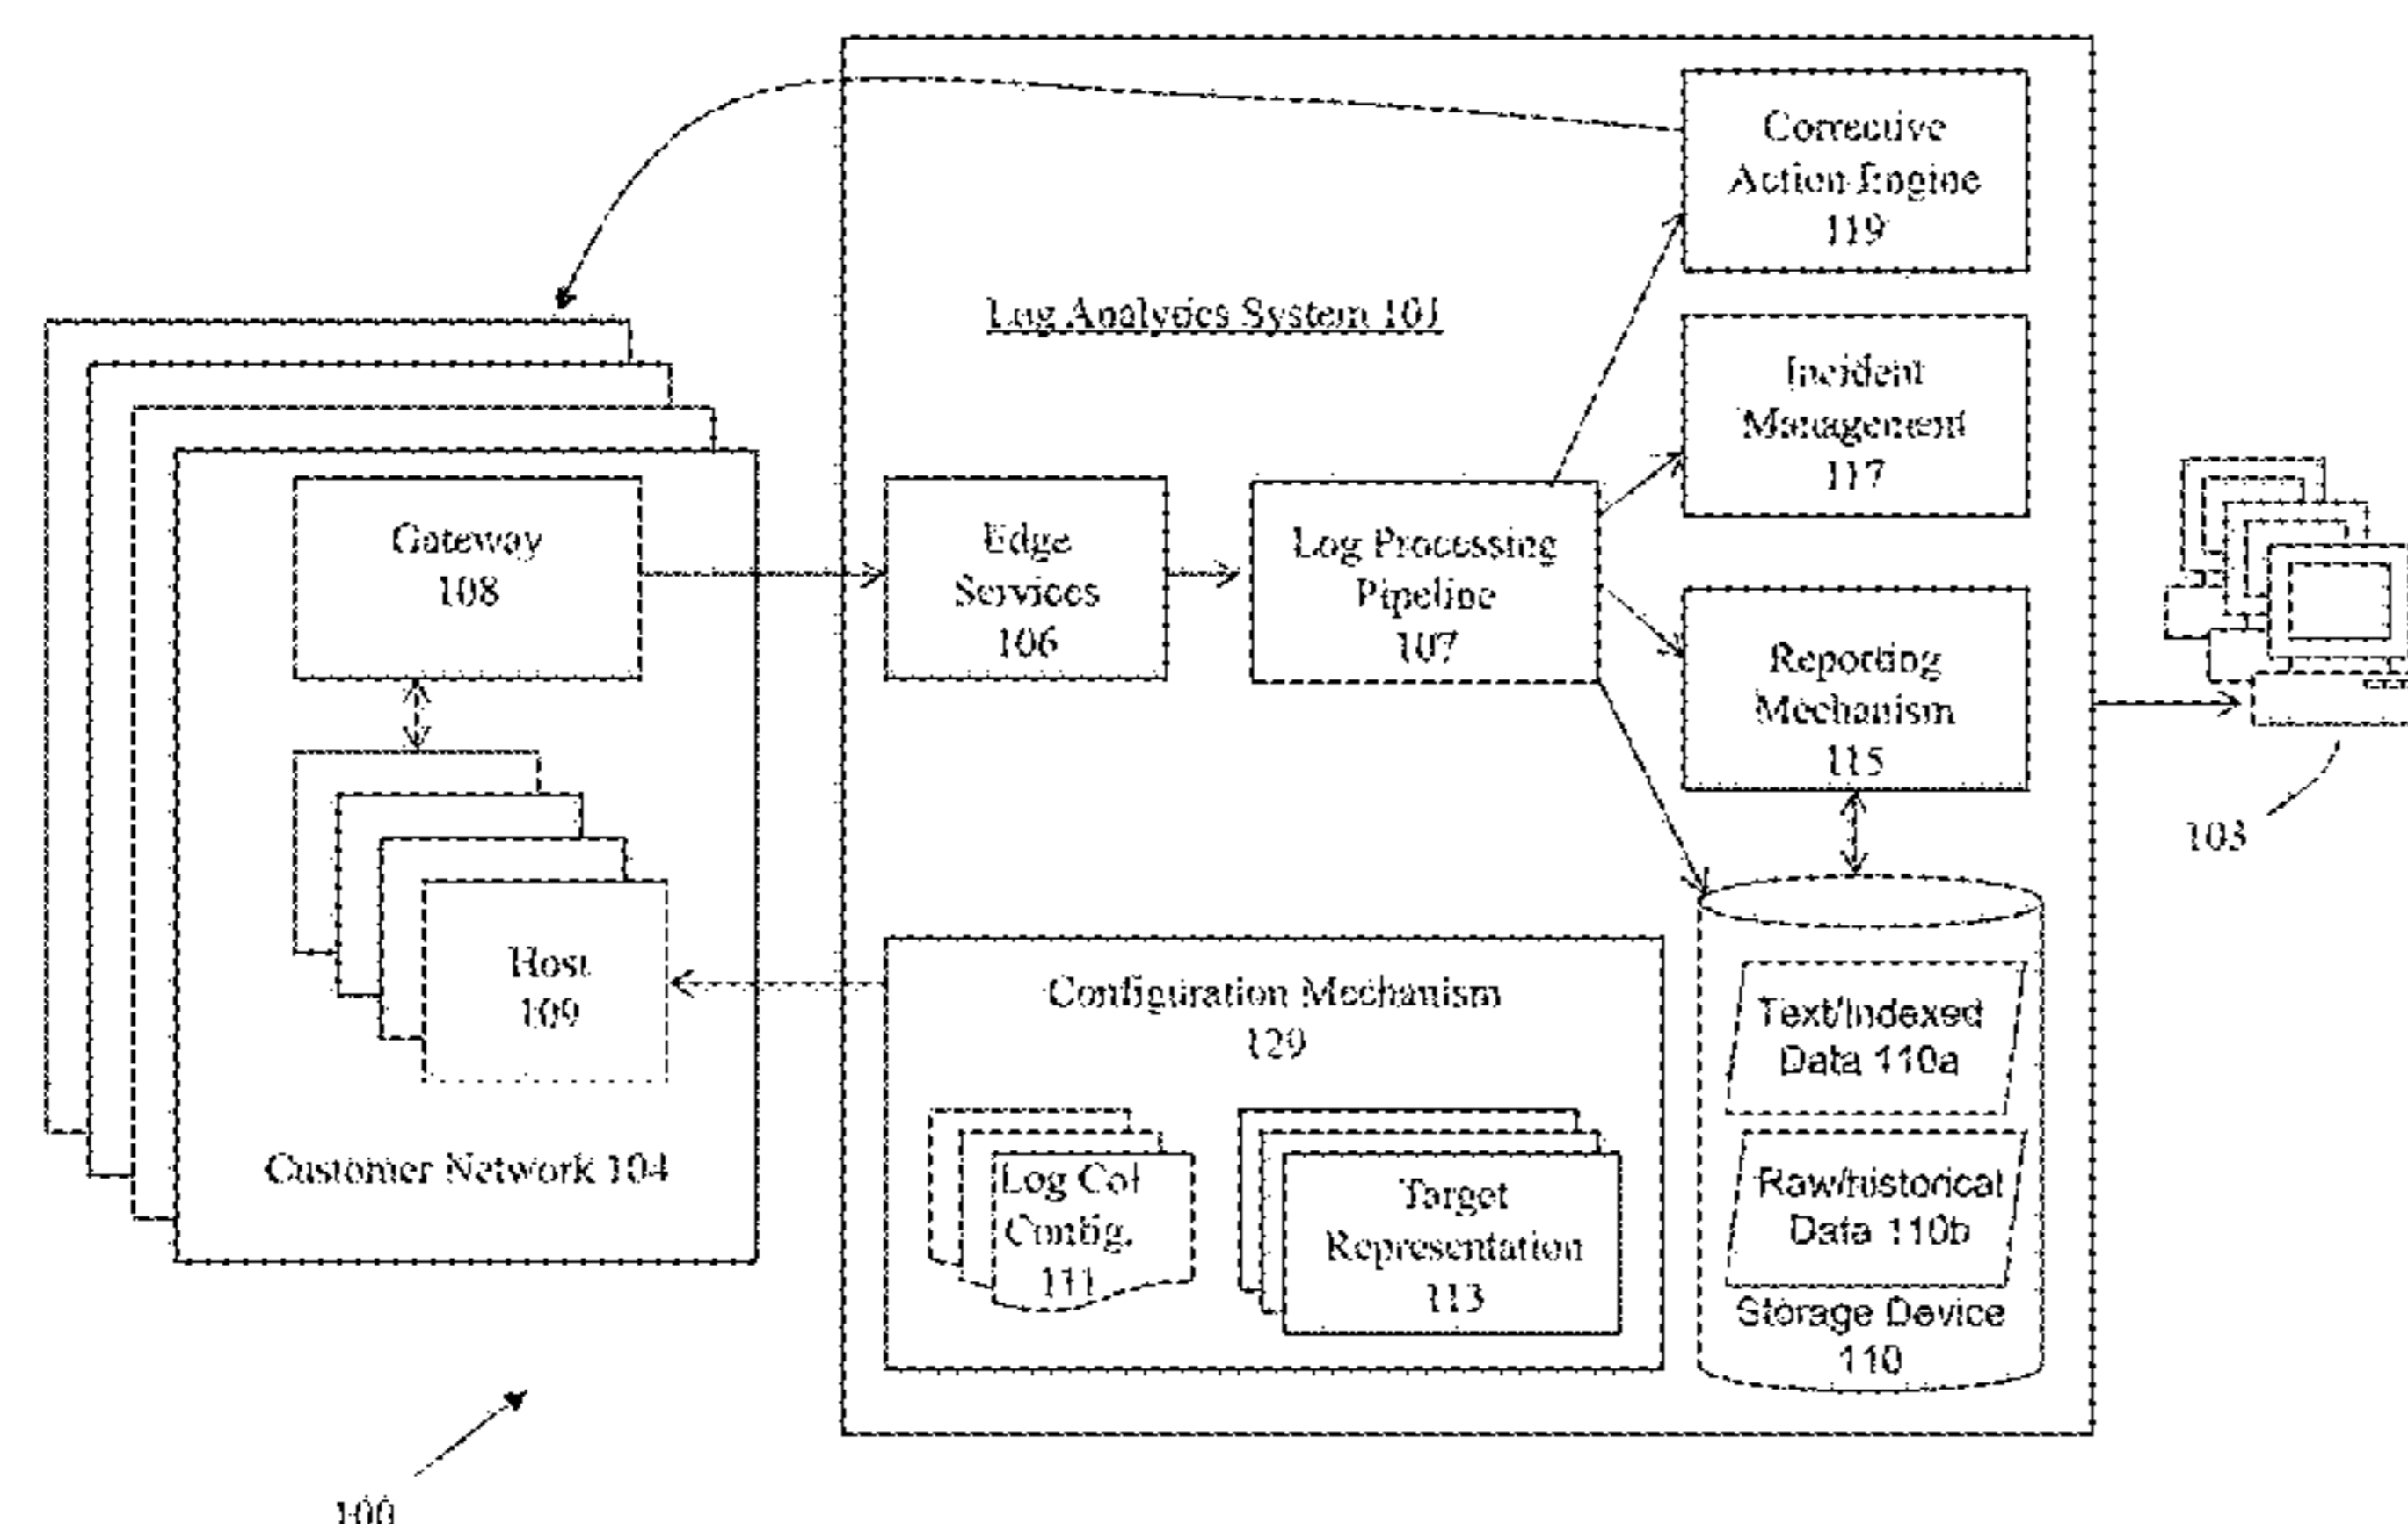 Corrective
Action Engine
119
Log Analytics System 101
Incident
Management
117
Gateway
108
Edge
Services
106
Log Processing
Pipeline
107
Reporting
Mechanism
115
103
Host
109
Configuration Mechanism
129
Text/Indexed
Data 110a
Customer Network 104
Log Col
Config.
111
Target
Representation
113
Raw/historical
Data 110b
Storage Device
110
100